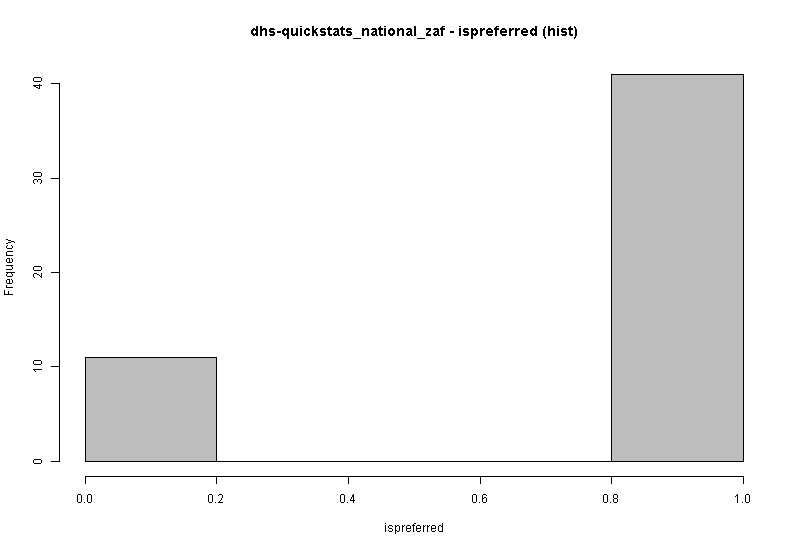 dhs-quickstats_national_zaf - ispreferred (hist)
Frequency
40
30
20
10
0
0.0 0.2 0.4 0.6 0.8 1.0
ispreferred